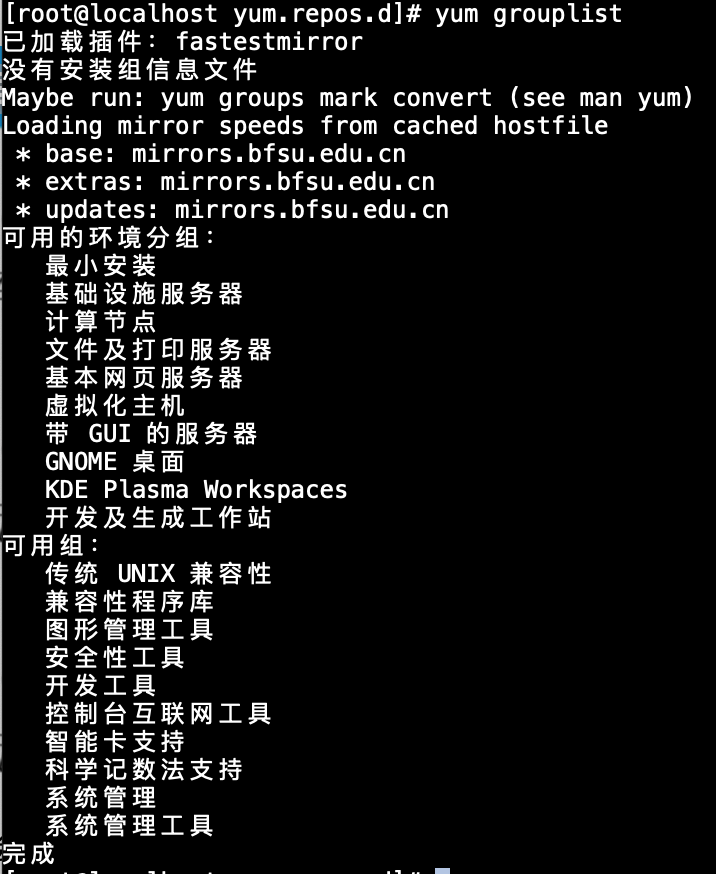 [root@localhost yum.repos.d]# yum grouplist
已加载插件：fastestmirror
没有安装组信息文件
Maybe run: yum groups mark convert (see man yum)
Loading mirror speeds from cached hostfile
 * base: mirrors.bfsu.edu.cn
 * extras: mirrors.bfsu.edu.cn
 * updates: mirrors.bfsu.edu.cn
可用的环境分组：
   最小安装
   基础设施服务器
   计算节点
   文件及打印服务器
   基本网页服务器
   虚拟化主机
   带 GUI 的服务器
   GNOME 桌面
   KDE Plasma Workspaces
   开发及生成工作站
可用组：
   传统 UNIX 兼容性
   兼容性程序库
   图形管理工具
   安全性工具
   开发工具
   控制台互联网工具
   智能卡支持
   科学记数法支持
   系统管理
   系统管理工具
完成
[root@localhost yum.repos.d]#